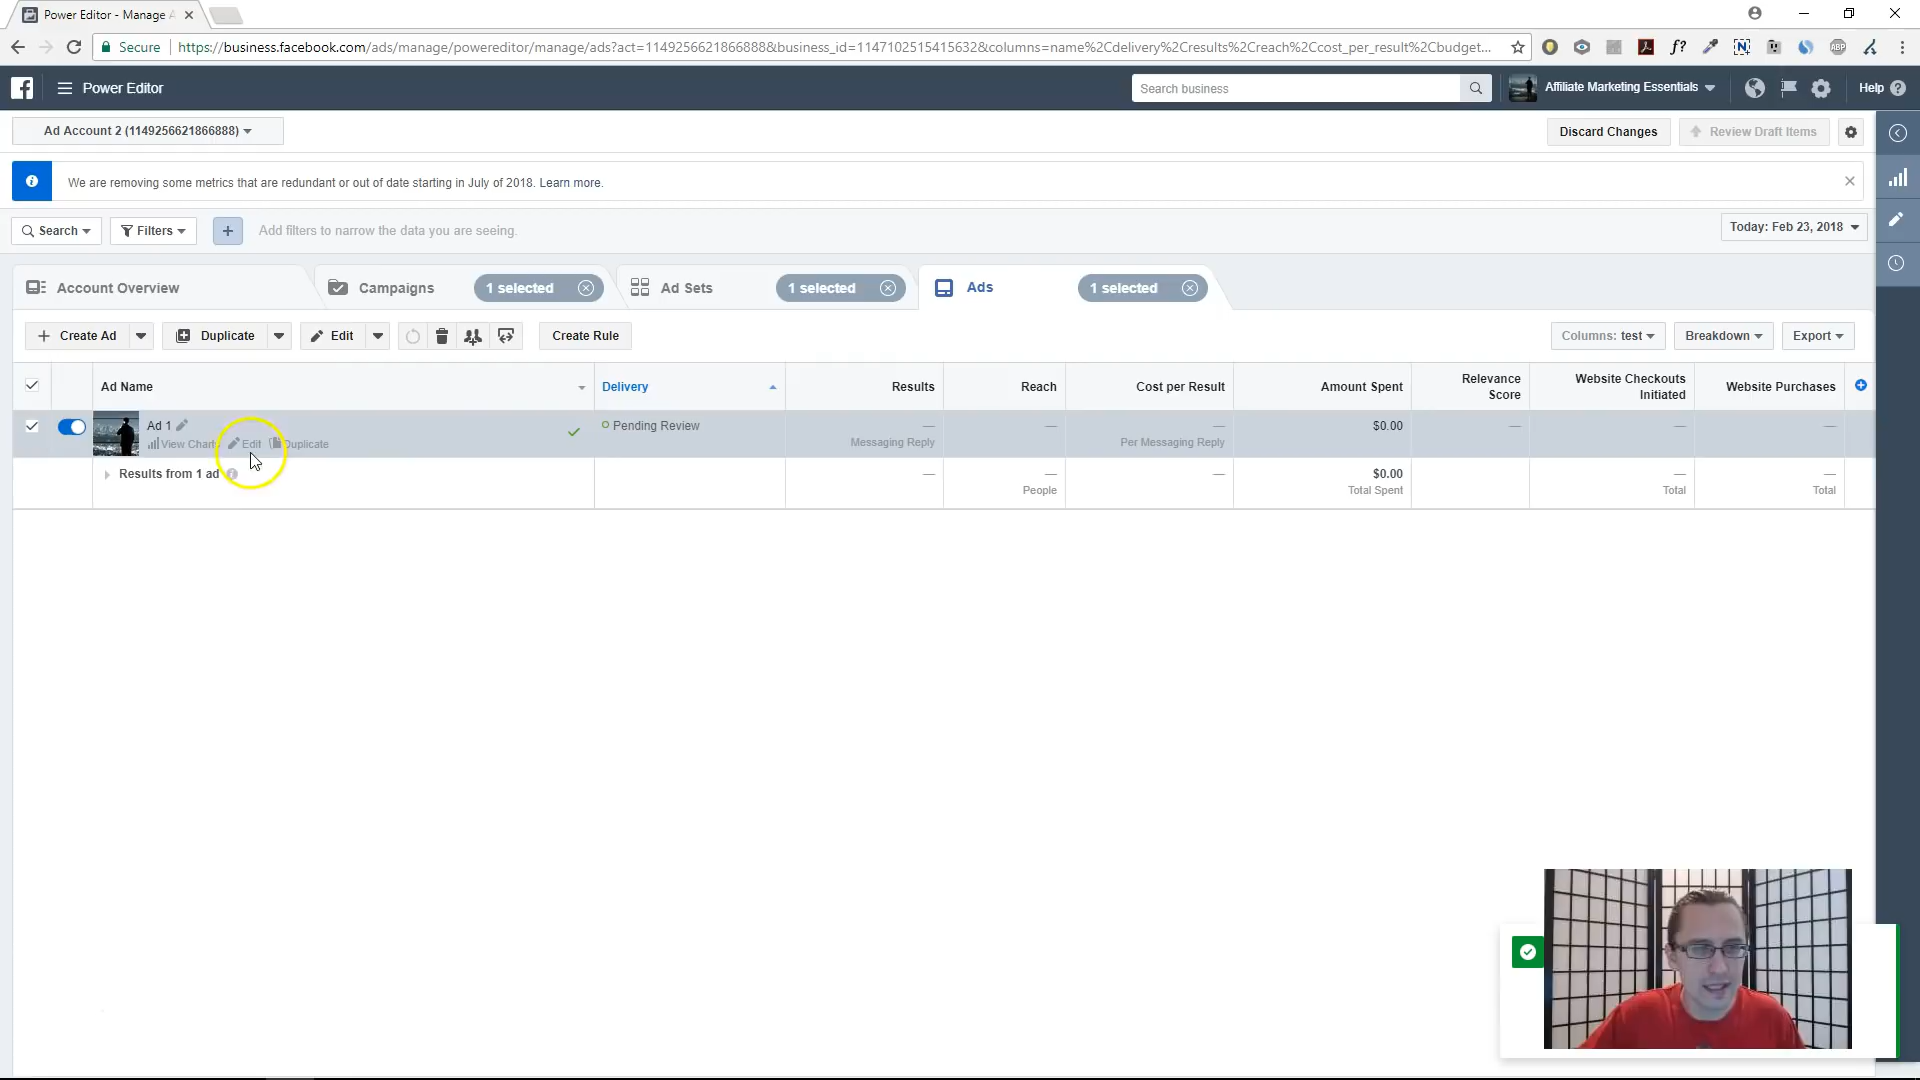 Power Editor - Manage A
Secure https://business.facebook.com/ads/manage/powereditor/manage/ads?act=1149256621866888&business_id=1147102515415632&columns=name%2Cdelivery%2Cresults%2Creach%2Ccost_per_result%2Cbudget...
Power Editor
Search business
Affiliate Marketing Essentials
Help
Ad Account 2 (1149256621866888)
Discard Changes
Review Draft Items
We are removing some metrics that are redundant or out of date starting in July of 2018. Learn more.
Search
Filters
+
Add filters to narrow the data you are seeing.
Today: Feb 23, 2018
Account Overview
Campaigns
1 selected
Ad Sets
1 selected
Ads
1 selected
+ Create Ad
Duplicate
Edit
Create Rule
Columns: test
Breakdown
Export
Ad Name
Delivery
Results
Reach
Cost per Result
Amount Spent
Relevance Score
Website Checkouts Initiated
Website Purchases
Ad 1
View Charts
Edit
Duplicate
Pending Review
—
Messaging Reply
—
—
Per Messaging Reply
$0.00
—
—
—
Results from 1 ad
—
—
People
—
$0.00
Total Spent
—
Total
—
Total